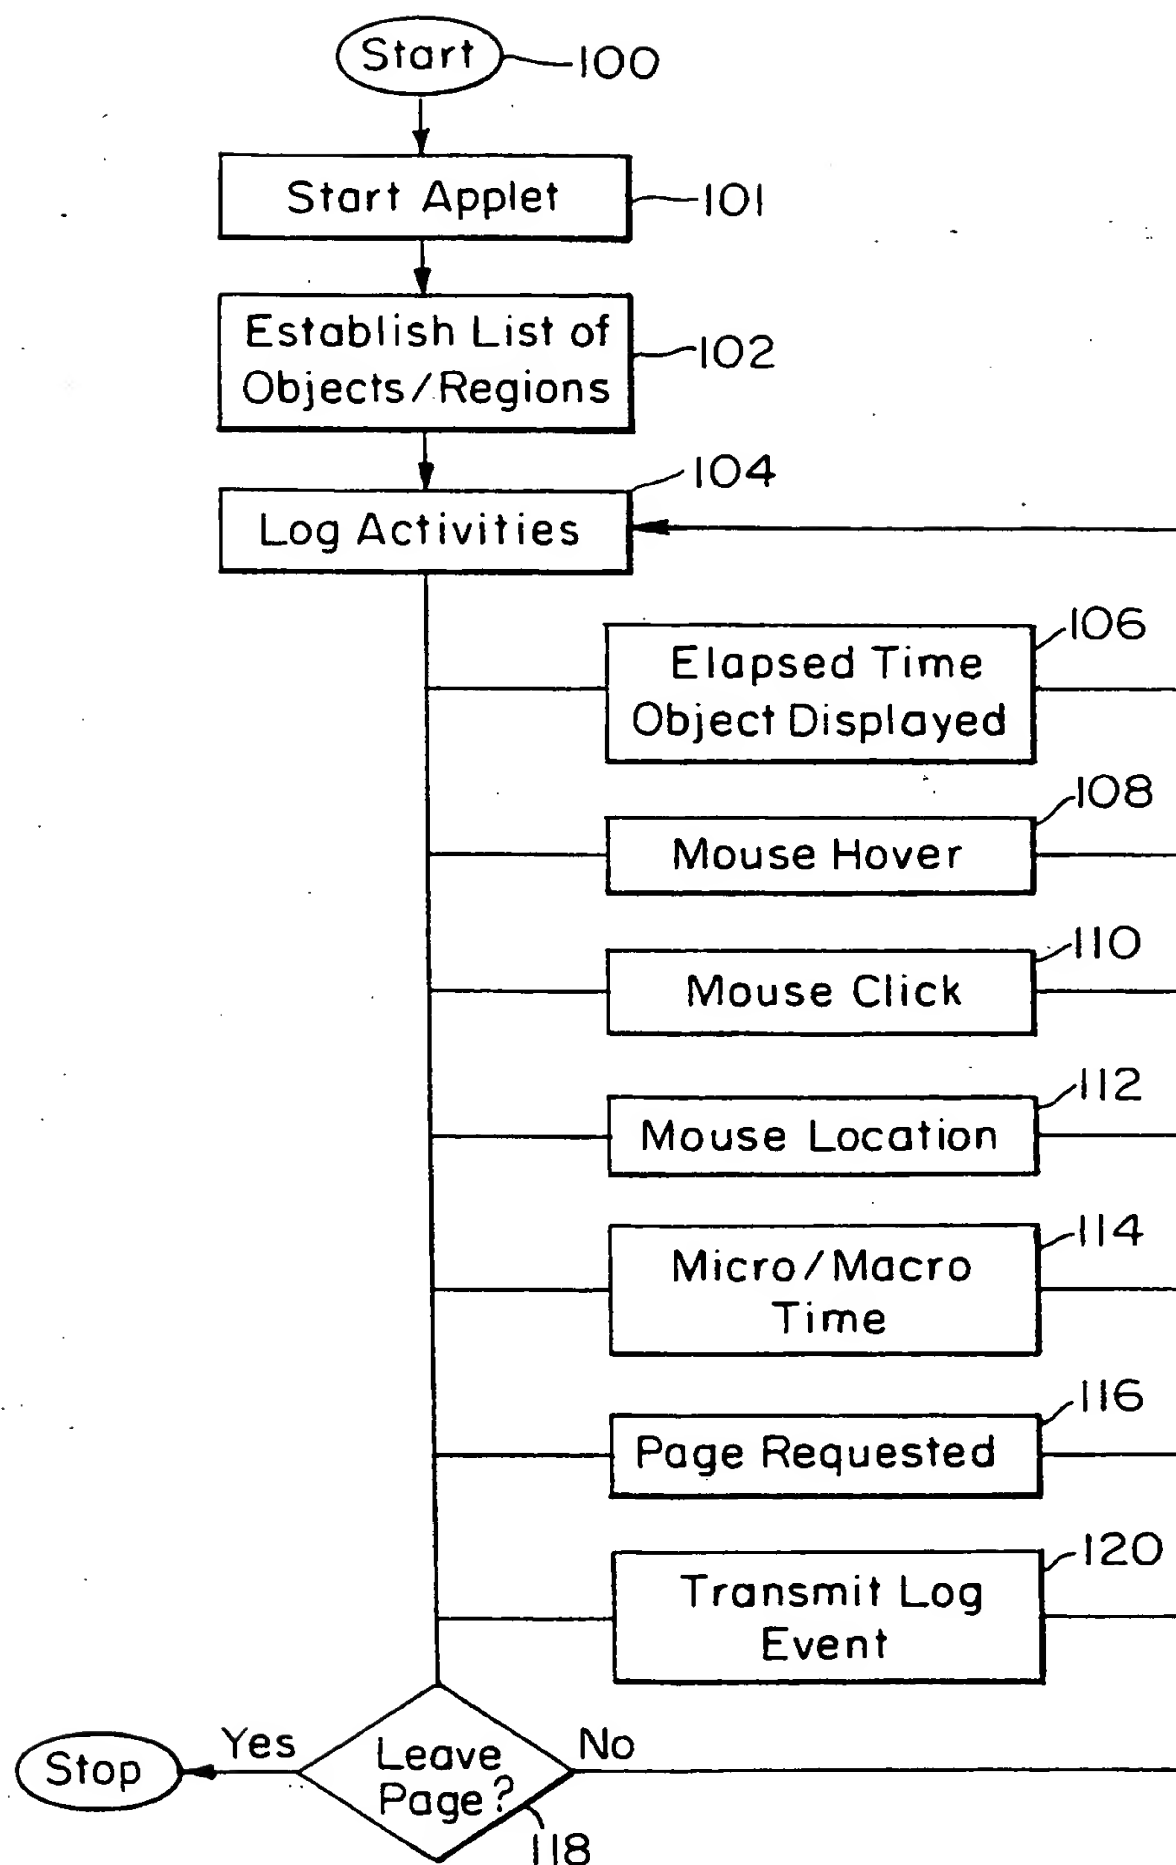 Start
100
Start Applet
101
Establish List of
Objects/Regions
102
104
Log Activities
106
Elapsed Time
Object Displayed
108
Mouse Hover
110
Mouse Click
112
Mouse Location
114
Micro/Macro
Time
116
Page Requested
120
Transmit Log
Event
Stop
Yes
Leave
Page?
No
118